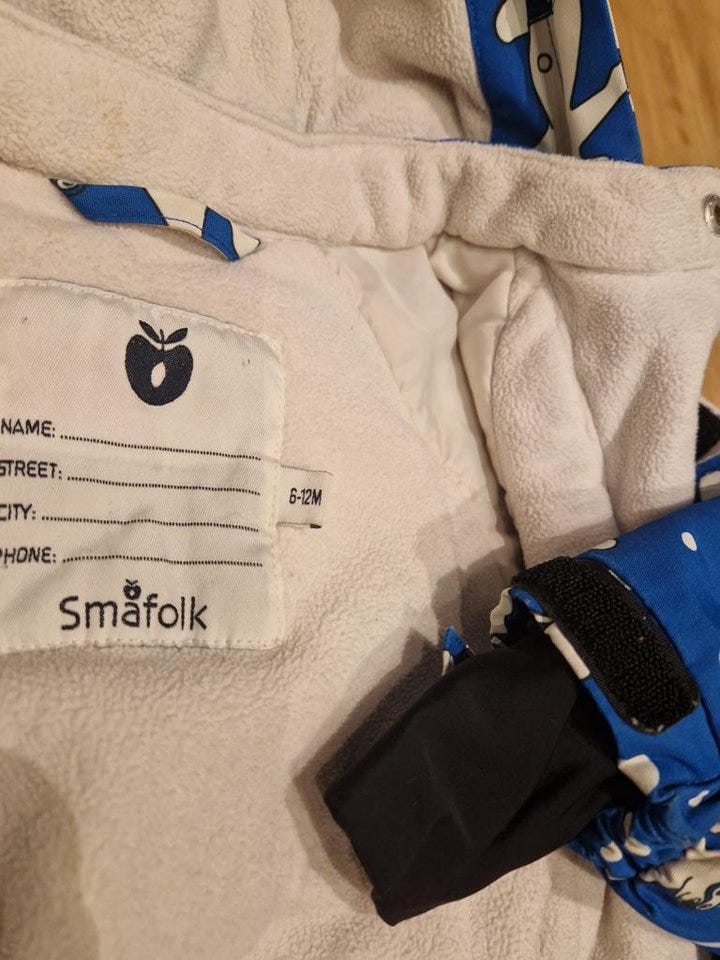 NAME:
STREET:
CITY:
PHONE:
6-12M
Småfolk